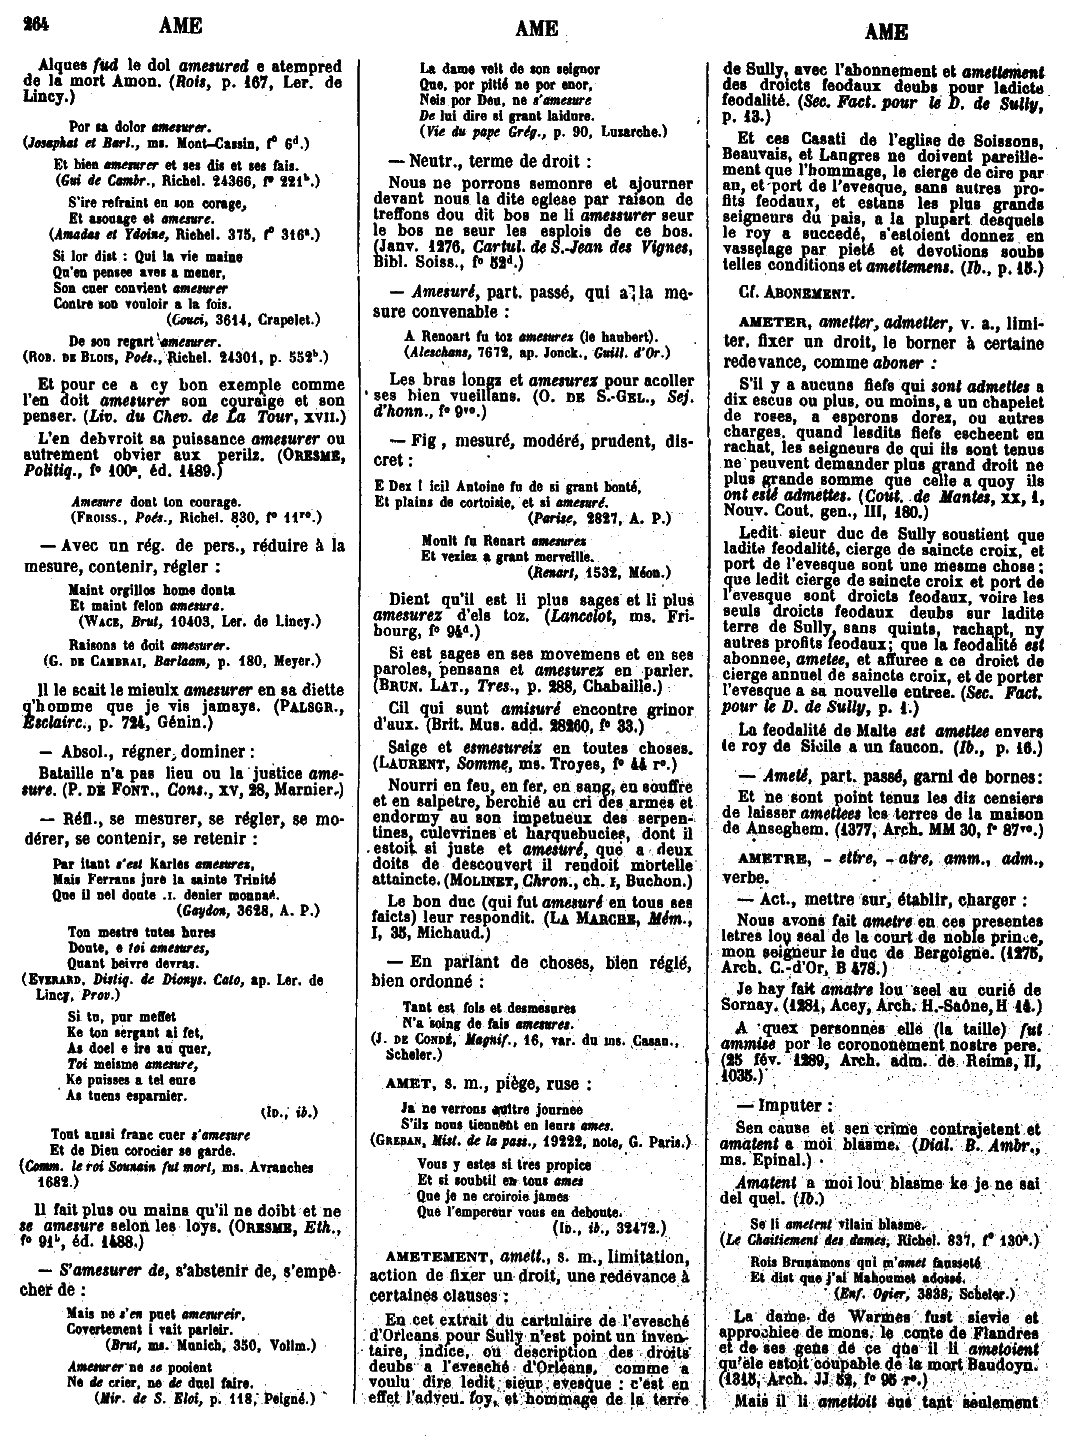 264 AME
Alques fud le dol amesured e atempred
de la mort Amon. (Rois, p. 167, Ler. de
Lincy.)
Por sa dolor amesurer.
(Josaphat et Barl., ms. Mont-Cassin, f° 6d.)
Et bien amesurer et ses dis et ses fais.
(Gui de Cambr., Richel. 24366, f° 221b.)
S'ire refraint en son corage,
Et asouage et amesure.
(Amadas et Ydoine, Richel. 375, f° 316a.)
Si lor dist : Qui la vie maine
Qu'en pensee aves a mener,
Son cuer convient amesurer
Contre son vouloir a la fois.
(Couci, 3614, Crapelet.)
De son regart amesurer.
(ROB. DE BLOIS, Poés., Richel. 24301, p. 552b.)
Et pour ce a cy bon exemple comme
l'en doit amesurer son couraige et son
penser. (Liv. du Chev. de La Tour, XVII.)
L'en debvroit sa puissance amesurer ou
autrement obvier aux perilz. (ORESME,
Politiq., f° 100a, éd. 1489.)
Amesure dont ton courage.
(FROISS., Poés., Richel. 830, f° 11ro.)
— Avec un rég. de pers., réduire à la
mesure, contenir, régler :
Maint orgillos home donta
Et maint felon amesura.
(WACE, Brut, 10403, Ler. de Lincy.)
Raisons te doit amesurer.
(G. DE CAMBRAI, Barlaam, p. 180, Meyer.)
Il le scait le mieulx amesurer en sa diette
q'homme que je vis jamays. (PALSGR.,
Esclairc., p. 724, Génin.)
— Absol., régner, dominer :
Bataille n'a pas lieu ou la justice ame-
sure. (P. DE FONT., Cons., XV, 28, Marnier.)
— Réfl., se mesurer, se régler, se mo-
dérer, se contenir, se retenir :
Par itant s'est Karles amesurez,
Mais Ferraus jure la sainte Trinité
Que il nel donte .I. denier monnaé.
(Gaydon, 3628, A. P.)
Ton mestre tutes hures
Doute, e toi amesures,
Quant beivre devras.
(EVERARD, Distiq. de Dionys. Cato, ap. Ler. de
Lincy, Prov.)
Si tu, pur meffet
Ke ton sergant ai fet,
As doel e ire au quer,
Toi meisme amesure,
Ke puisses a tel eure
As tuens esparnier.
(ID., ib.)
Tout aussi franc cuer s'amesure
Et de Dieu corocier se garde.
(Comm. le roi Sounain fut mort, ms. Avranches
1682.)
Il fait plus ou mains qu'il ne doibt et ne
se amesure selon les loys. (ORESME, Eth.,
f° 91b, éd. 1488.)
— S'amesurer de, s'abstenir de, s'empê-
cher de :
Mais ne s'en puet amesureir,
Covertement i vait parleir.
(Brut, ms. Munich, 350, Vollm.)
Amesurer ne se pooient
Ne de crier, ne de duel faire.
(Mir. de S. Eloi, p. 118, Peigné.)
AME
La dame velt de son seignor
Que, por pitié ne por enor,
Neis por Deu, ne s'amesure
De lui dire si grant laidure.
(Vie du pape Grég., p. 90, Luzarche.)
— Neutr., terme de droit :
Nous ne porrons semonre et ajourner
devant nous la dite eglese par raison de
treffons dou dit bos ne li amessurer seur
le bos ne seur les esplois de ce bos.
(Janv. 1276, Cartul. de S.-Jean des Vignes,
Bibl. Soiss., f° 52d.)
— Amesuré, part. passé, qui a la me-
sure convenable :
A Renoart fu toz amesurez (le haubert).
(Aleschans, 7672, ap. Jonck., Guill. d'Or.)
Les bras longz et amesurez pour acoller
ses bien vueillans. (O. DE S.-GEL., Sej.
d'honn., f° 9vo.)
— Fig, mesuré, modéré, prudent, dis-
cret :
E Dex ! icil Antoine fu de si grant bonté,
Et plains de cortoisie, et si amesuré.
(Parise, 2827, A. P.)
Moult fu Renart amesurez
Et veziez a grant merveille.
(Renart, 1532, Méon.)
Dient qu'il est li plus sages et li plus
amesurez d'els toz. (Lancelot, ms. Fri-
bourg, f° 94d.)
Si est sages en ses movemens et en ses
paroles, pensans et amesurez en parler.
(BRUN. LAT., Tres., p. 288, Chabaille.)
Cil qui sunt amisuré encontre grinor
d'aux. (Brit. Mus. add. 28260, f° 33.)
Saige et esmesureiz en toutes choses.
(LAURENT, Somme, ms. Troyes, f° 44 r°.)
Nourri en feu, en fer, en sang, en souffre
et en salpetre, berchié au cri des armes et
endormy au son impetueux des serpen-
tines, culevrines et harquebucies, dont il
estoit si juste et amesuré, que a deux
doits de descouvert il rendoit mortelle
attaincte. (MOLINET, Chron., ch. I, Buchon.)
Le bon duc (qui fut amesuré en tous ses
faicts) leur respondit. (LA MARCHE, Mém.,
I, 35, Michaud.)
— En parlant de choses, bien réglé,
bien ordonné :
Tant est fols et desmesures
N'a soing de fais amesures.
(J. DE CONDÉ, Magnif., 16, var. du ms. Casan.,
Scheler.)
AMET, s. m., piège, ruse :
Ja ne verrons aultre journee
S'ilz nous tiennent en leurs ames.
(GREBAN, Mist. de la pass., 19222, note, G. Paris.)
Vous y estes si tres propice
Et si soubtil en tous ames
Que je ne croiroie james
Que l'empereur vous en deboute.
(ID., ib., 32472.)
AMETEMENT, amett., s. m., limitation,
action de fixer un droit, une redevance à
certaines clauses :
En cet extrait du cartulaire de l'evesché
d'Orleans pour Sully n'est point un inven-
taire, indice, ou description des droits
deubs a l'evesché d'Orleans, comme a
voulu dire ledit sieur evesque : c'est en
effet l'adveu, foy, et hommage de la terre
AME
de Sully, avec l'abonnement et amettement
des droicts feodaux deubs pour ladicte
feodalité. (Sec. Fact. pour le D. de Sully,
p. 13.)
Et ces Casati de l'eglise de Soissons,
Beauvais, et Langres ne doivent pareille-
ment que l'hommage, le cierge de cire par
an, et port de l'evesque, sans autres pro-
fits feodaux, et estans les plus grands
seigneurs du pais, a la plupart desquels
le roy a succedé, s'estoient donnez en
vasselage par pieté et devotions soubs
telles conditions et amettemens. (Ib., p. 15.)
Cf. ABONEMENT.
AMETER, ametter, admetter, v. a., limi-
ter, fixer un droit, le borner à certaine
redevance, comme aboner :
S'il y a aucuns fiefs qui sont admettes a
dix escus ou plus, ou moins, a un chapelet
de roses, a esperons dorez, ou autres
charges, quand lesdits fiefs escheent en
rachat, les seigneurs de qui ils sont tenus
ne peuvent demander plus grand droit ne
plus grande somme que celle a quoy ils
ont esté admettes. (Cout. de Mantes, XX, 1,
Nouv. Cout. gen., III, 180.)
Ledit sieur duc de Sully soustient que
ladite feodalité, cierge de saincte croix, et
port de l'evesque sont une mesme chose ;
que ledit cierge de saincte croix et port de
l'evesque sont droicts feodaux, voire les
seuls droicts feodaux deubs sur ladite
terre de Sully, sans quints, rachapt, ny
autres profits feodaux; que la feodalité est
abonnee, ametee, et affuree a ce droict de
cierge annuel de saincte croix, et de porter
l'evesque a sa nouvelle entree. (Sec. Fact.
pour le D. de Sully, p. 1.)
La feodalité de Malte est amettee envers
le roy de Sicile a un faucon. (Ib., p. 16.)
— Ameté, part. passé, garni de bornes:
Et ne sont point tenuz les diz censiers
de laisser amettees les terres de la maison
de Anseghem. (1377, Arch. MM 30, f° 87vo.)
AMETRE, - ettre, - atre, amm., adm.,
verbe.
— Act., mettre sur, établir, charger :
Nous avons fait ametre en ces presentes
letres lou seal de la court de noble prince,
mon seigneur le duc de Bergoigne. (1275,
Arch. C.-d'Or, B 478.)
Je hay fait amatre lou seel au curié de
Sornay. (1281, Acey, Arch. H.-Saône, H 14.)
A quex personnes elle (la taille) fut
ammise por le corononement nostre pere.
(25 fév. 1289, Arch. adm. de Reims, II,
1035.)
— Imputer :
Sen cause et sen crime contrajetent et
amatent a moi blasme. (Dial. B. Ambr.,
ms. Epinal.)
Amatent a moi lou blasme ke je ne sai
del quel. (Ib.)
Se li ametent vilain blasme.
(Le Chaitiement des dames, Richel. 837, f° 130a.)
Rois Brunamons qui m'amet fausseté
Et dist que j'ai Mahoumet adossé.
(Enf. Ogier, 3838, Scheler.)
La dame de Warmes fust sievie et
approchiee de mons. le conte de Flandres
et de ses gens de ce que il li ametoient
qu'ele estoit coupable de la mort Baudoyn.
(1315, Arch. JJ 52, f° 95 r°.)
Mais il li amettoit sus tant seulement